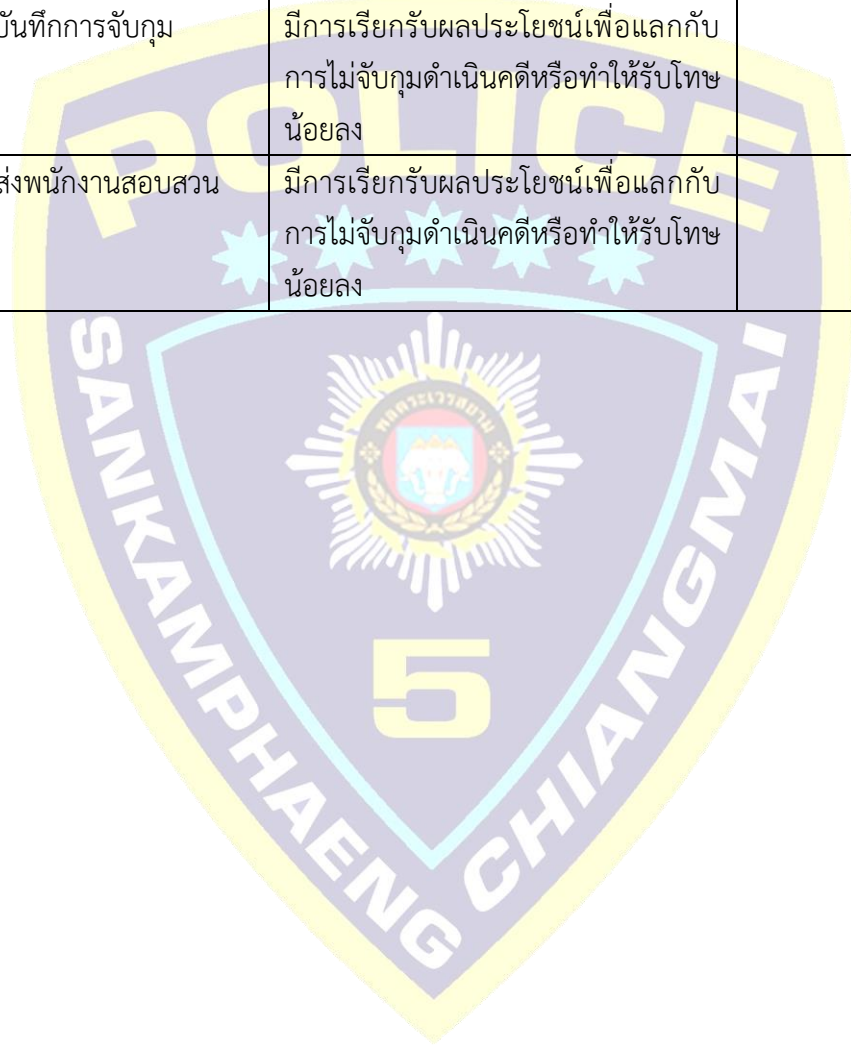 บันทึกการจับกุม
มีการเรียกรับผลประโยชน์เพื่อแลกกับ
การไม่จับกุมดำเนินคดีหรือทำให้รับโทษ
น้อยลง
ส่งพนักงานสอบสวน
มีการเรียกรับผลประโยชน์เพื่อแลกกับ
การไม่จับกุมดำเนินคดีหรือทำให้รับโทษ
น้อยลง
POLICE
พิทักษ์
SANKAMPHAENG CHIANGMAI
5